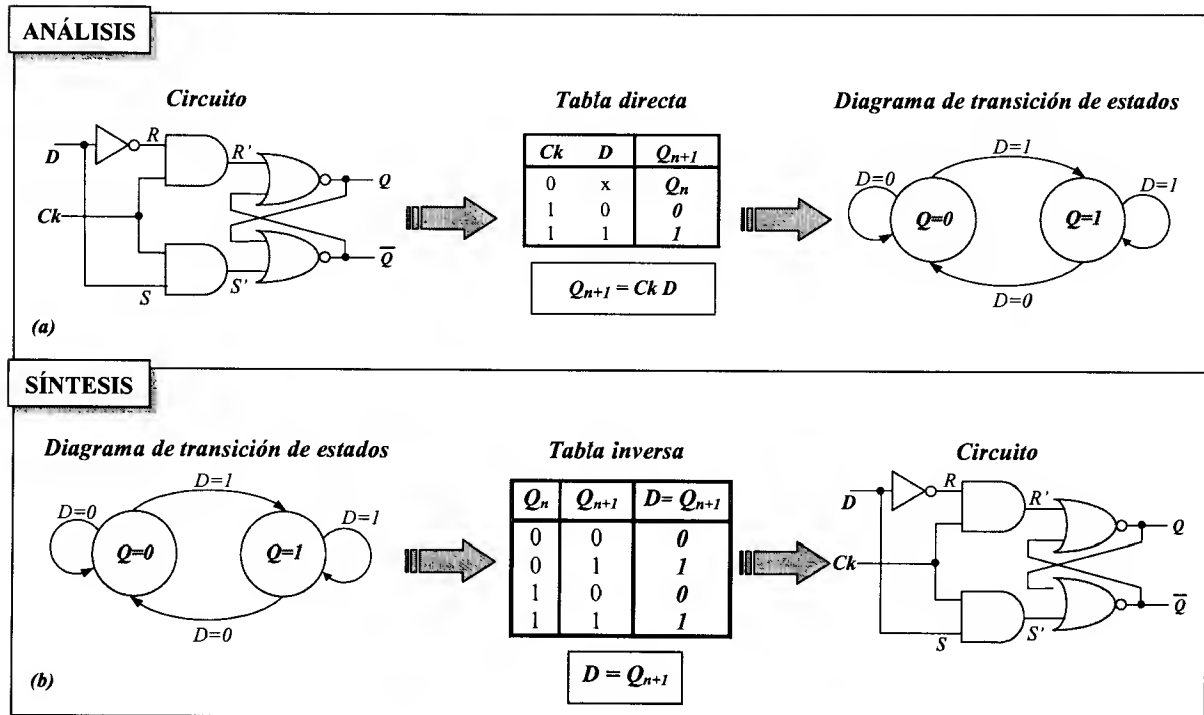 ANÁLISIS
Circuito
Tabla directa
Diagrama de transición de estados
D
R
R'
Q
Ck
S
S'
Q̅
Ck D Qn+1
0 x Qn
1 0 0
1 1 1
Qn+1 = Ck D
D=0
D=1
Q=0
Q=1
D=1
D=0
(a)
SÍNTESIS
Diagrama de transición de estados
Tabla inversa
Circuito
D=0
D=1
Q=0
Q=1
D=1
D=0
Qn Qn+1 D= Qn+1
0 0 0
0 1 1
1 0 0
1 1 1
D = Qn+1
D
R
R'
Q
Ck
S
S'
Q̅
(b)